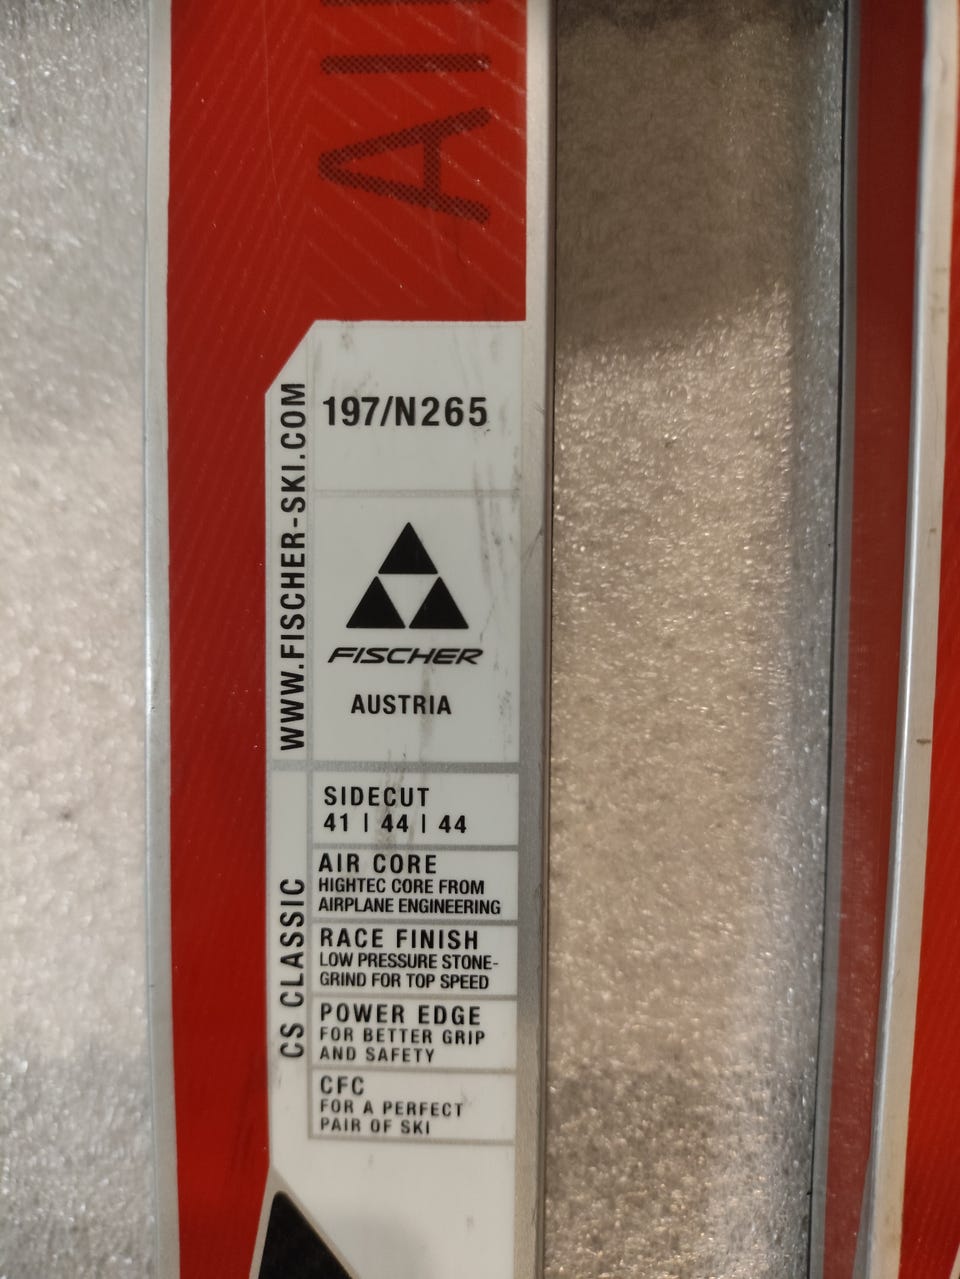 197/N265
WWW.FISCHER-SKI.COM
FISCHER
AUSTRIA
CS CLASSIC
SIDECUT
41 | 44 | 44
AIR CORE
HIGHTEC CORE FROM
AIRPLANE ENGINEERING
RACE FINISH
LOW PRESSURE STONE-
GRIND FOR TOP SPEED
POWER EDGE
FOR BETTER GRIP
AND SAFETY
CFC
FOR A PERFECT
PAIR OF SKI